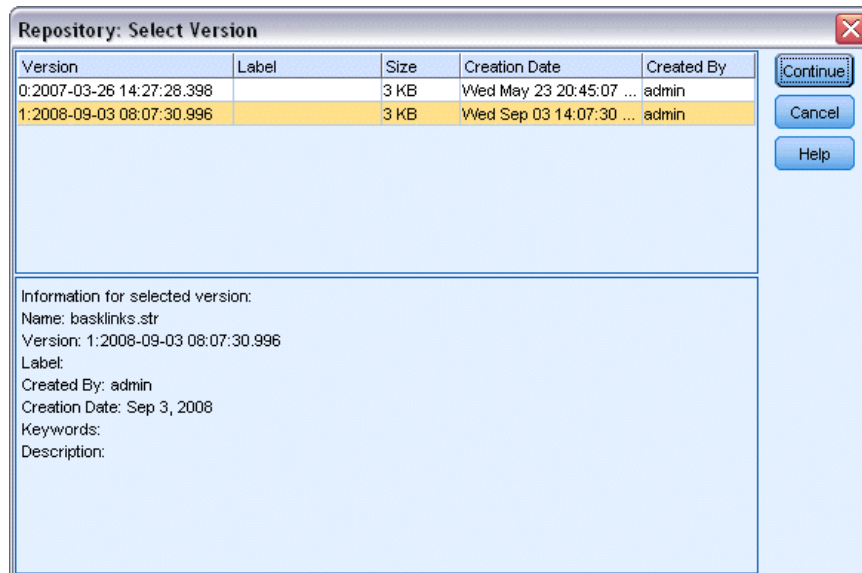 Repository: Select Version
Version Label Size Creation Date Created By
0:2007-03-26 14:27:28.398 3 KB Wed May 23 20:45:07 ... admin
1:2008-09-03 08:07:30.996 3 KB Wed Sep 03 14:07:30 ... admin
Continue
Cancel
Help
Information for selected version:
Name: basklinks.str
Version: 1:2008-09-03 08:07:30.996
Label:
Created By: admin
Creation Date: Sep 3, 2008
Keywords:
Description: